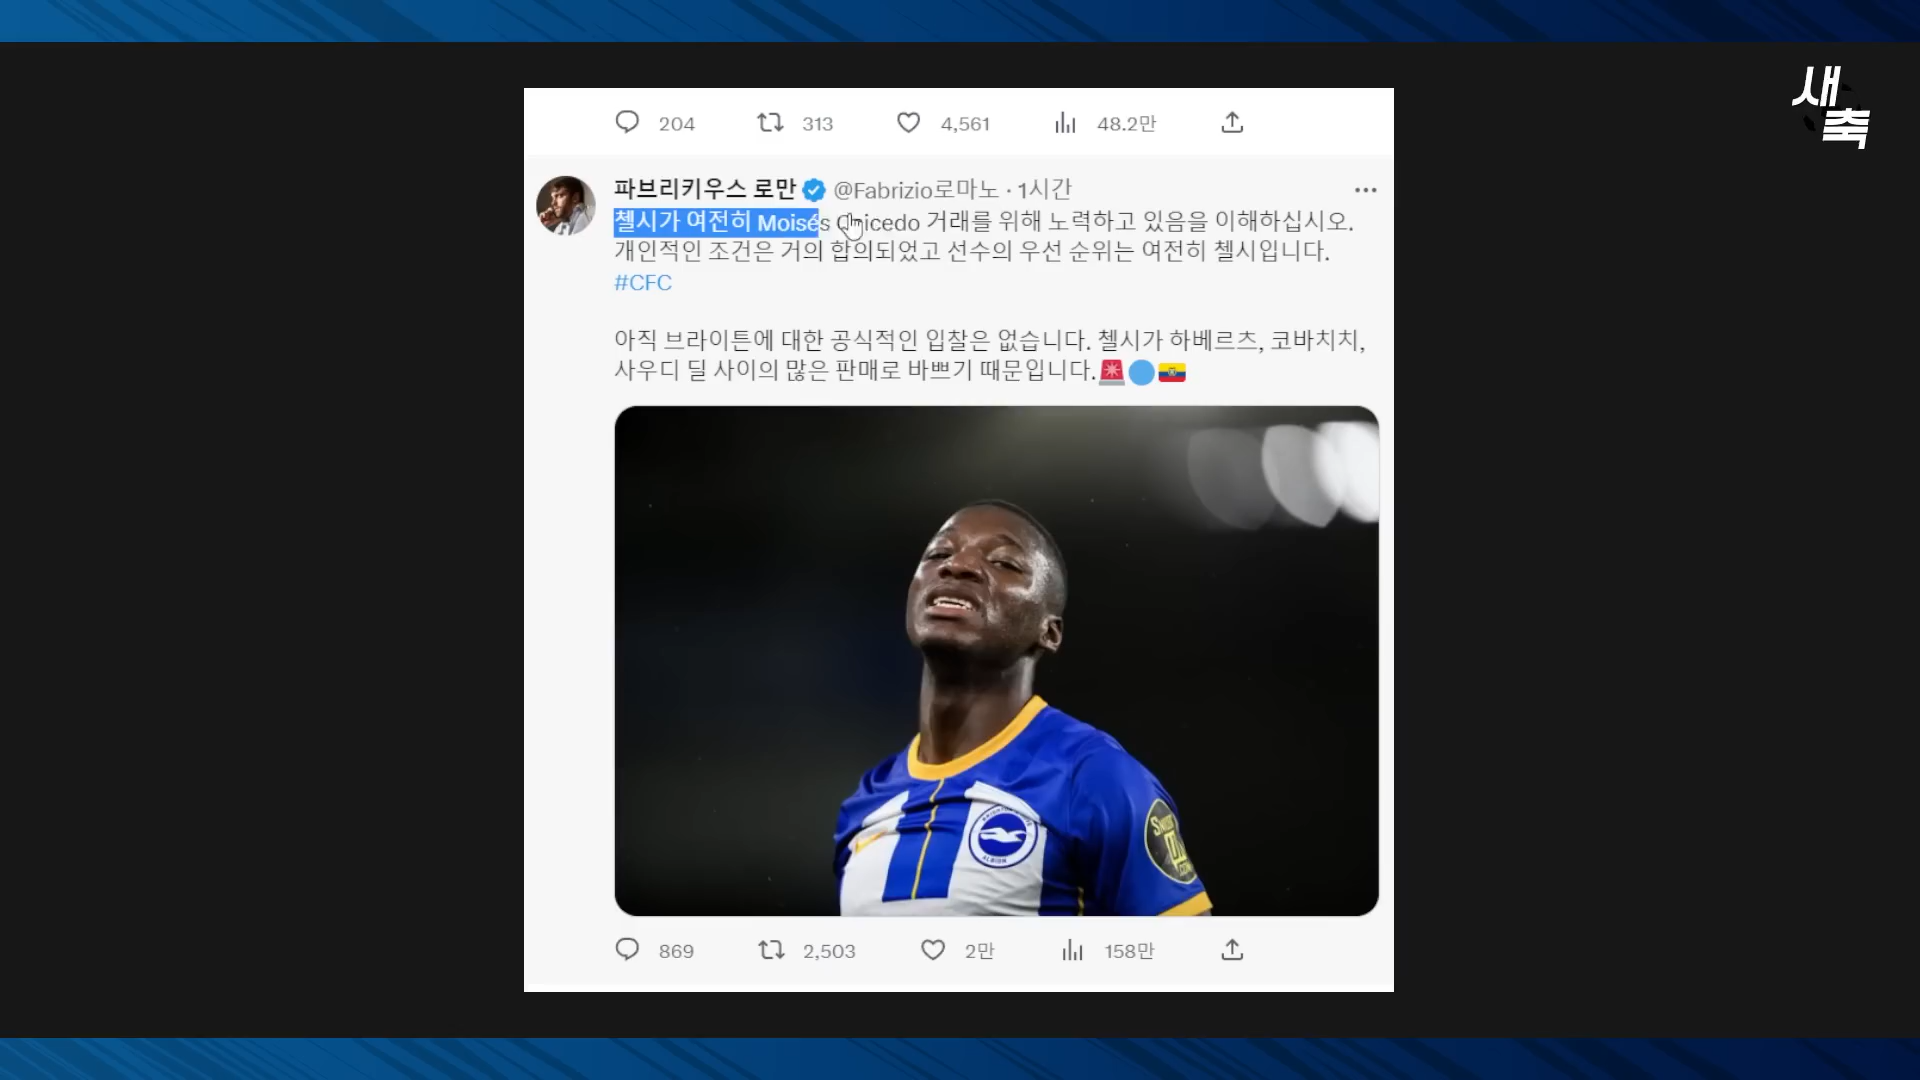 새축
204 313 4,561 48.2만
파브리키우스 로만 @Fabrizio로마노 · 1시간
첼시가 여전히 Moisés Caicedo 거래를 위해 노력하고 있음을 이해하십시오.
개인적인 조건은 거의 합의되었고 선수의 우선 순위는 여전히 첼시입니다.
#CFC
아직 브라이튼에 대한 공식적인 입찰은 없습니다. 첼시가 하베르츠, 코바치치,
사우디 딜 사이의 많은 판매로 바쁘기 때문입니다.
ALBION
869 2,503 2만 158만